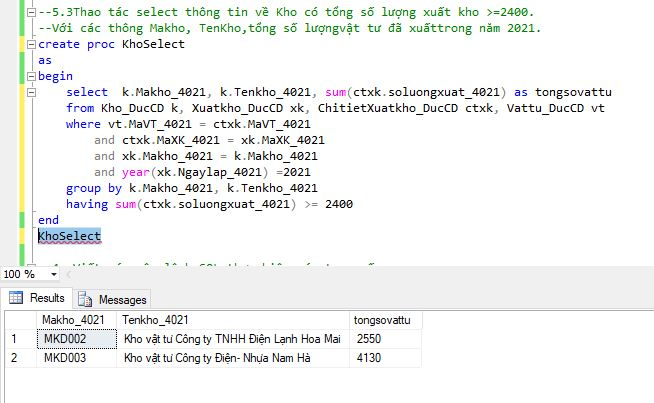 --5.3Thao tác select thông tin về Kho có tổng số lượng xuất kho >=2400.
--Với các thông Makho, TenKho,tổng số lượngvật tư đã xuấttrong năm 2021.
create proc KhoSelect
as
begin
select k.Makho_4021, k.Tenkho_4021, sum(ctxk.soluongxuat_4021) as tongsovattu
from Kho_DucCD k, Xuatkho_DucCD xk, ChitietXuatkho_DucCD ctxk, Vattu_DucCD vt
where vt.MaVT_4021 = ctxk.MaVT_4021
and ctxk.MaXK_4021 = xk.MaXK_4021
and xk.Makho_4021 = k.Makho_4021
and year(xk.Ngaylap_4021) =2021
group by k.Makho_4021, k.Tenkho_4021
having sum(ctxk.soluongxuat_4021) >= 2400
end
KhoSelect
100 %
Results Messages
Makho_4021 Tenkho_4021 tongsovattu
1 MKD002 Kho vật tư Công ty TNHH Điện Lạnh Hoa Mai 2550
2 MKD003 Kho vật tư Công ty Điện- Nhựa Nam Hà 4130